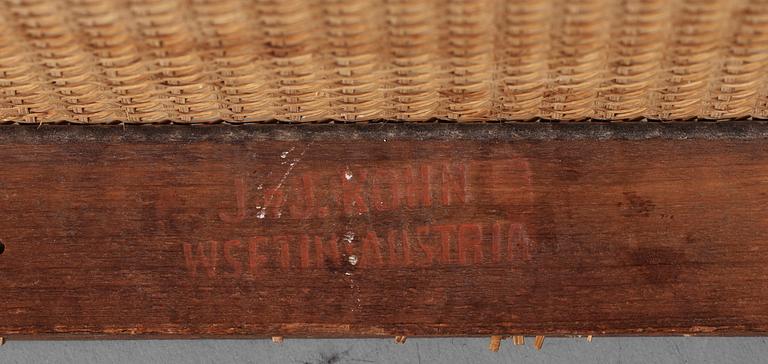 J. & J. KOHN
WSETIN=AUSTRIA